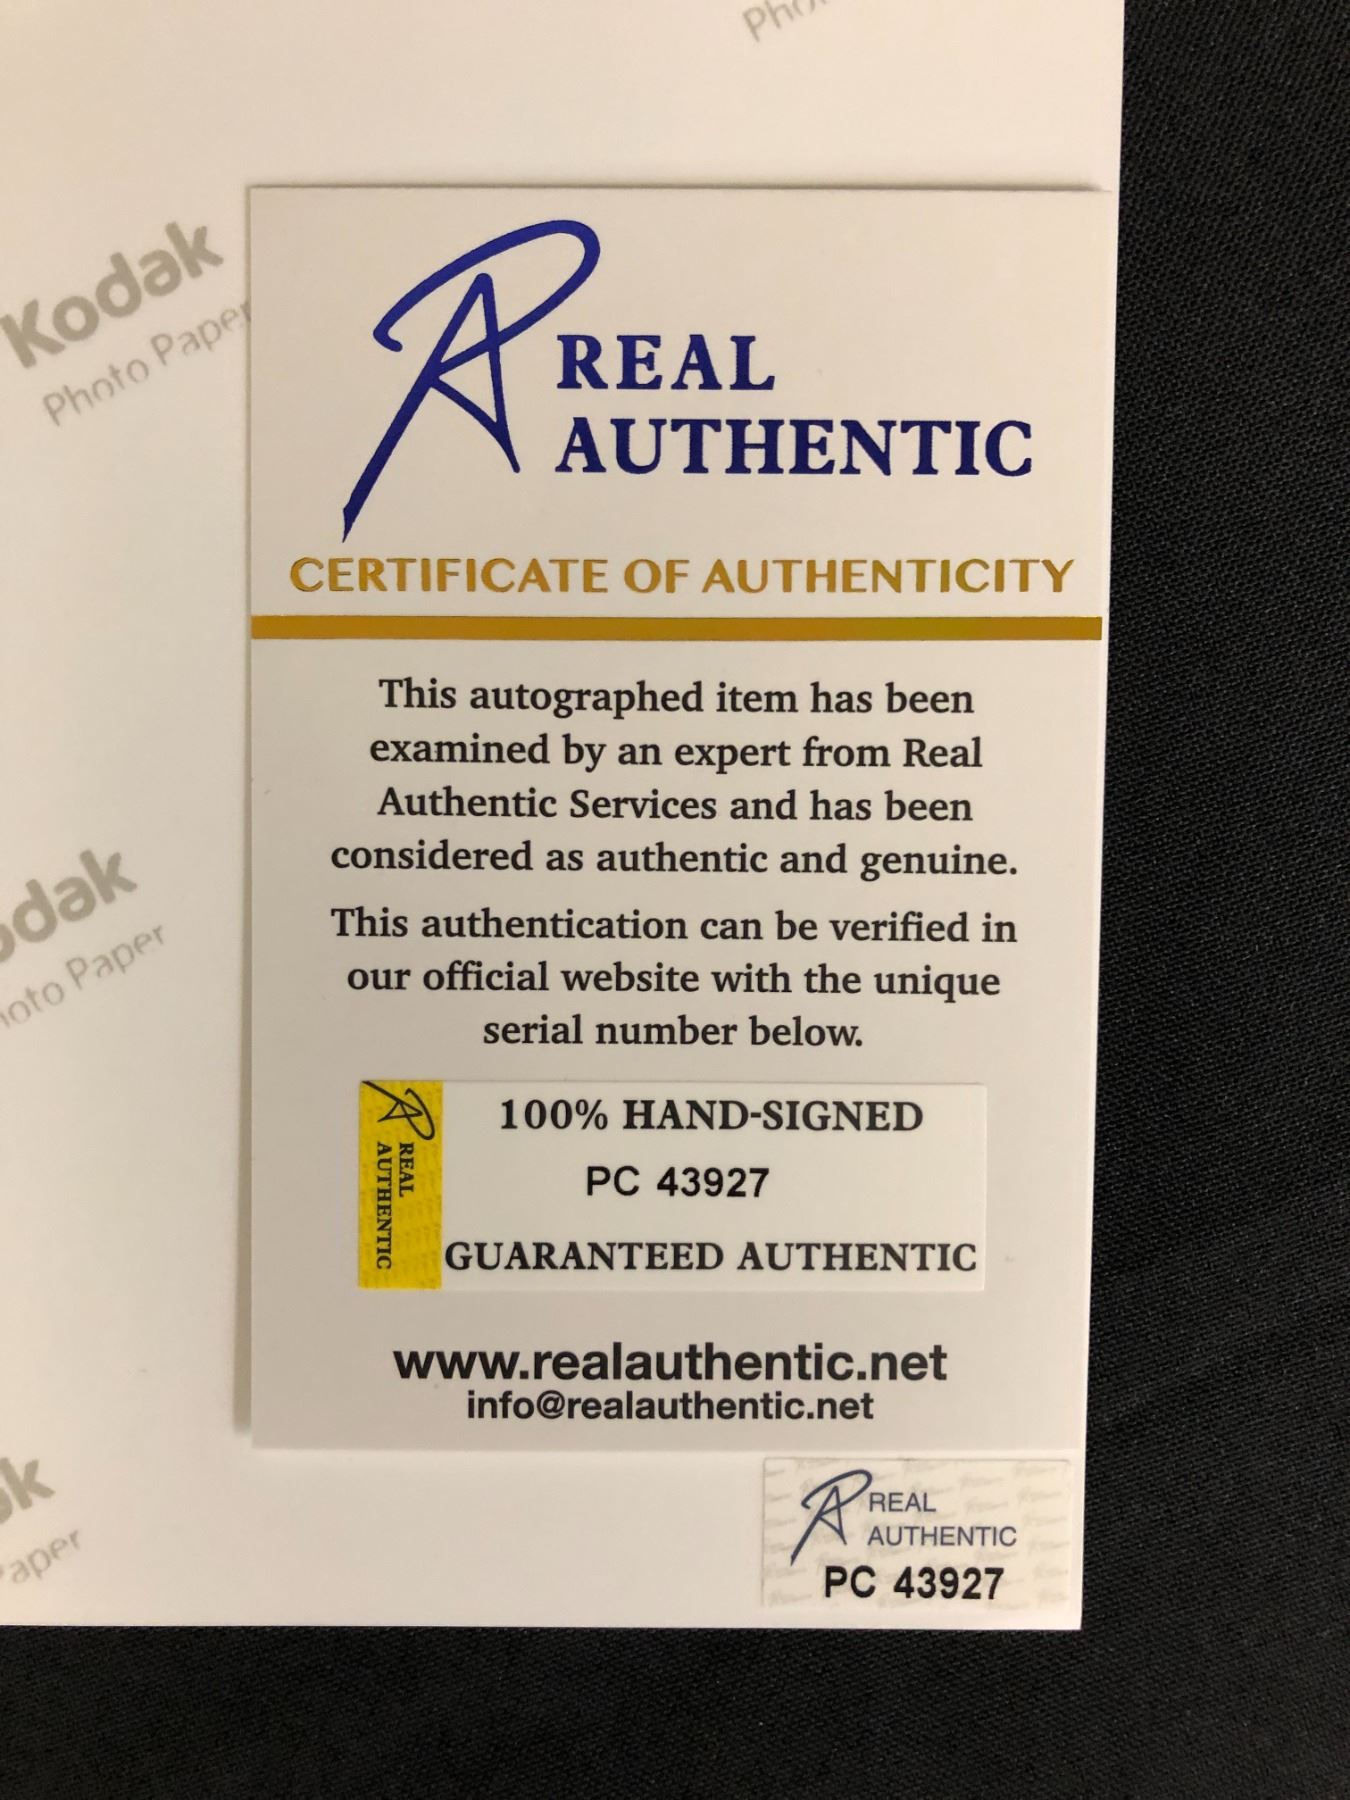 Kodak
Photo Paper
REAL
AUTHENTIC
CERTIFICATE OF AUTHENTICITY
This autographed item has been
examined by an expert from Real
Authentic Services and has been
considered as authentic and genuine.
This authentication can be verified in
our official website with the unique
serial number below.
REAL
AUTHENTIC
100% HAND-SIGNED
PC 43927
GUARANTEED AUTHENTIC
www.realauthentic.net
info@realauthentic.net
REAL
AUTHENTIC
PC 43927